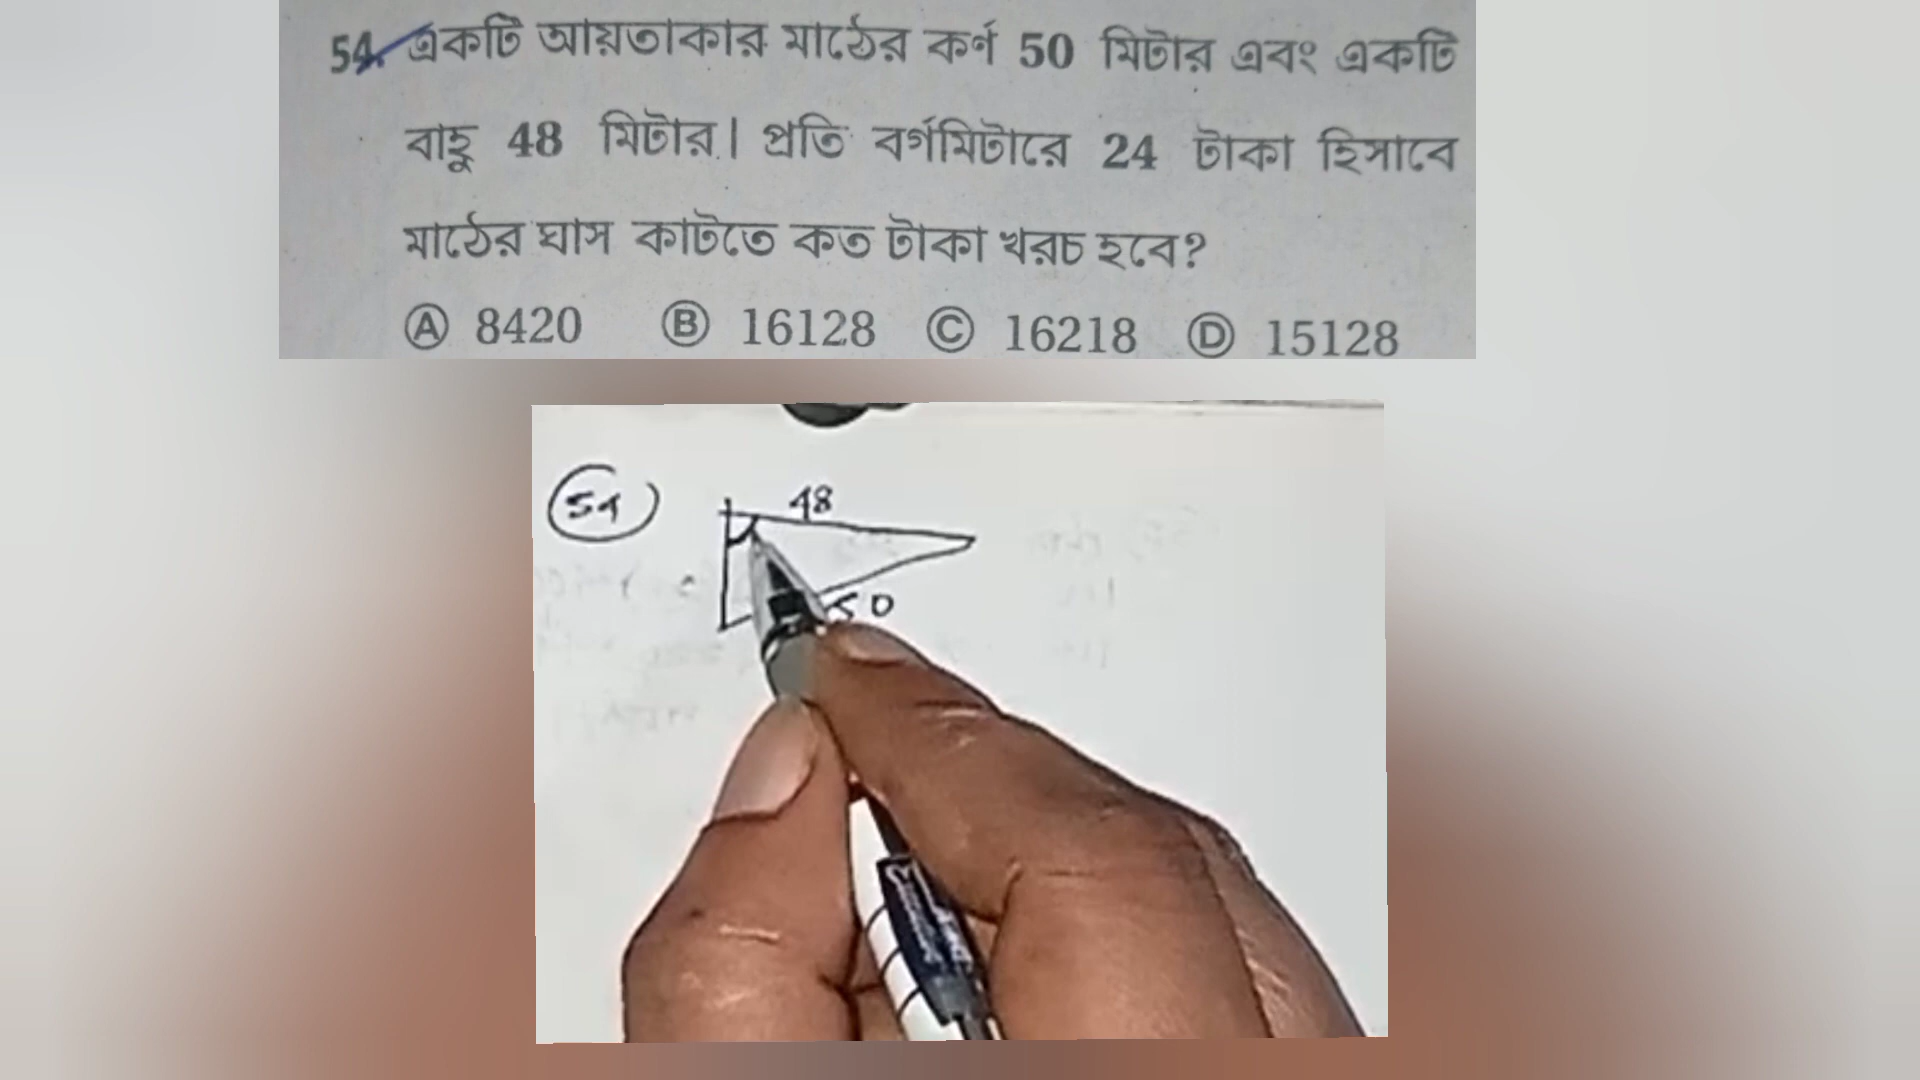 54. একটি আয়তাকার মাঠের কর্ণ 50 মিটার এবং একটি
বাহু 48 মিটার। প্রতি বর্গমিটারে 24 টাকা হিসাবে
মাঠের ঘাস কাটতে কত টাকা খরচ হবে?
Ⓐ 8420 Ⓑ 16128 Ⓒ 16218 Ⓓ 15128
54
48
50